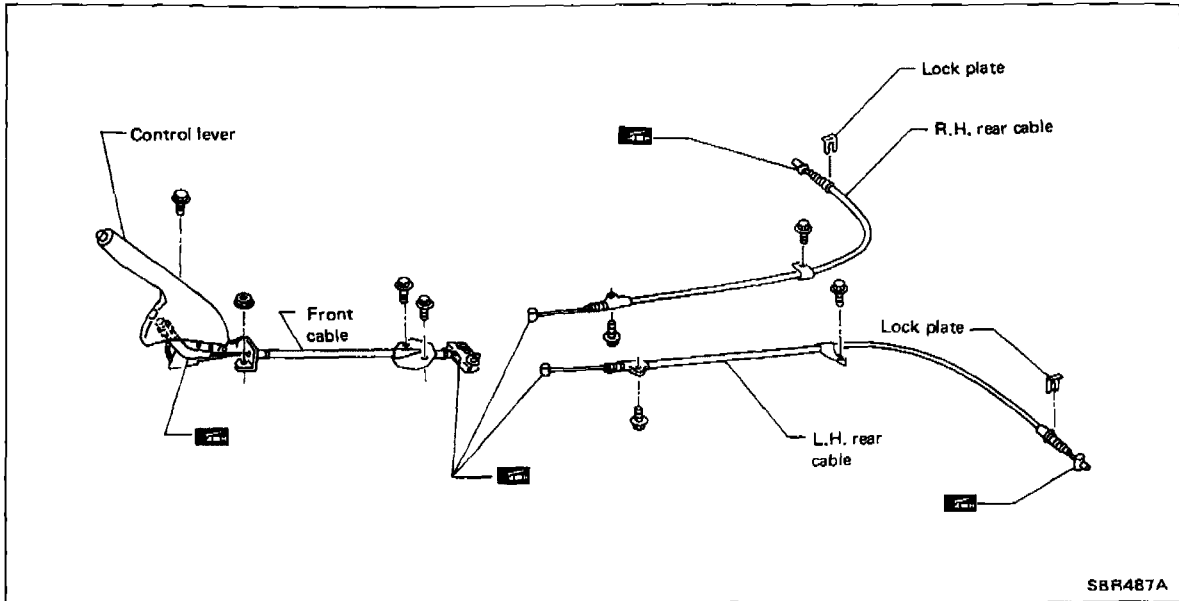 Lock plate
R.H. rear cable
Control lever
Front
cable
Lock plate
L.H. rear
cable
SBR487A